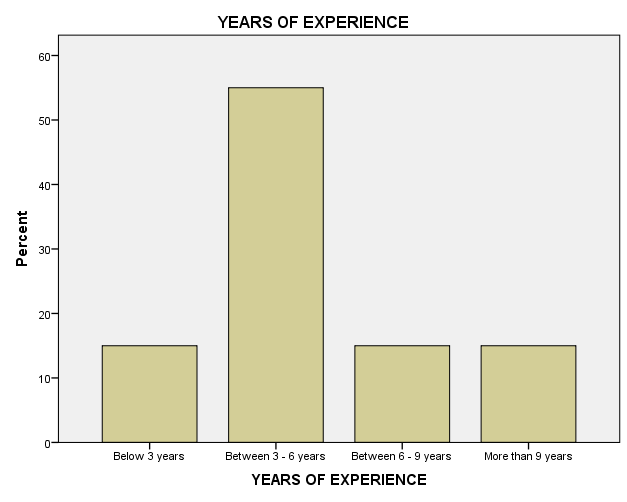 YEARS OF EXPERIENCE
60
50
40
30
20
10
0
Percent
Below 3 years
Between 3 - 6 years
Between 6 - 9 years
More than 9 years
YEARS OF EXPERIENCE